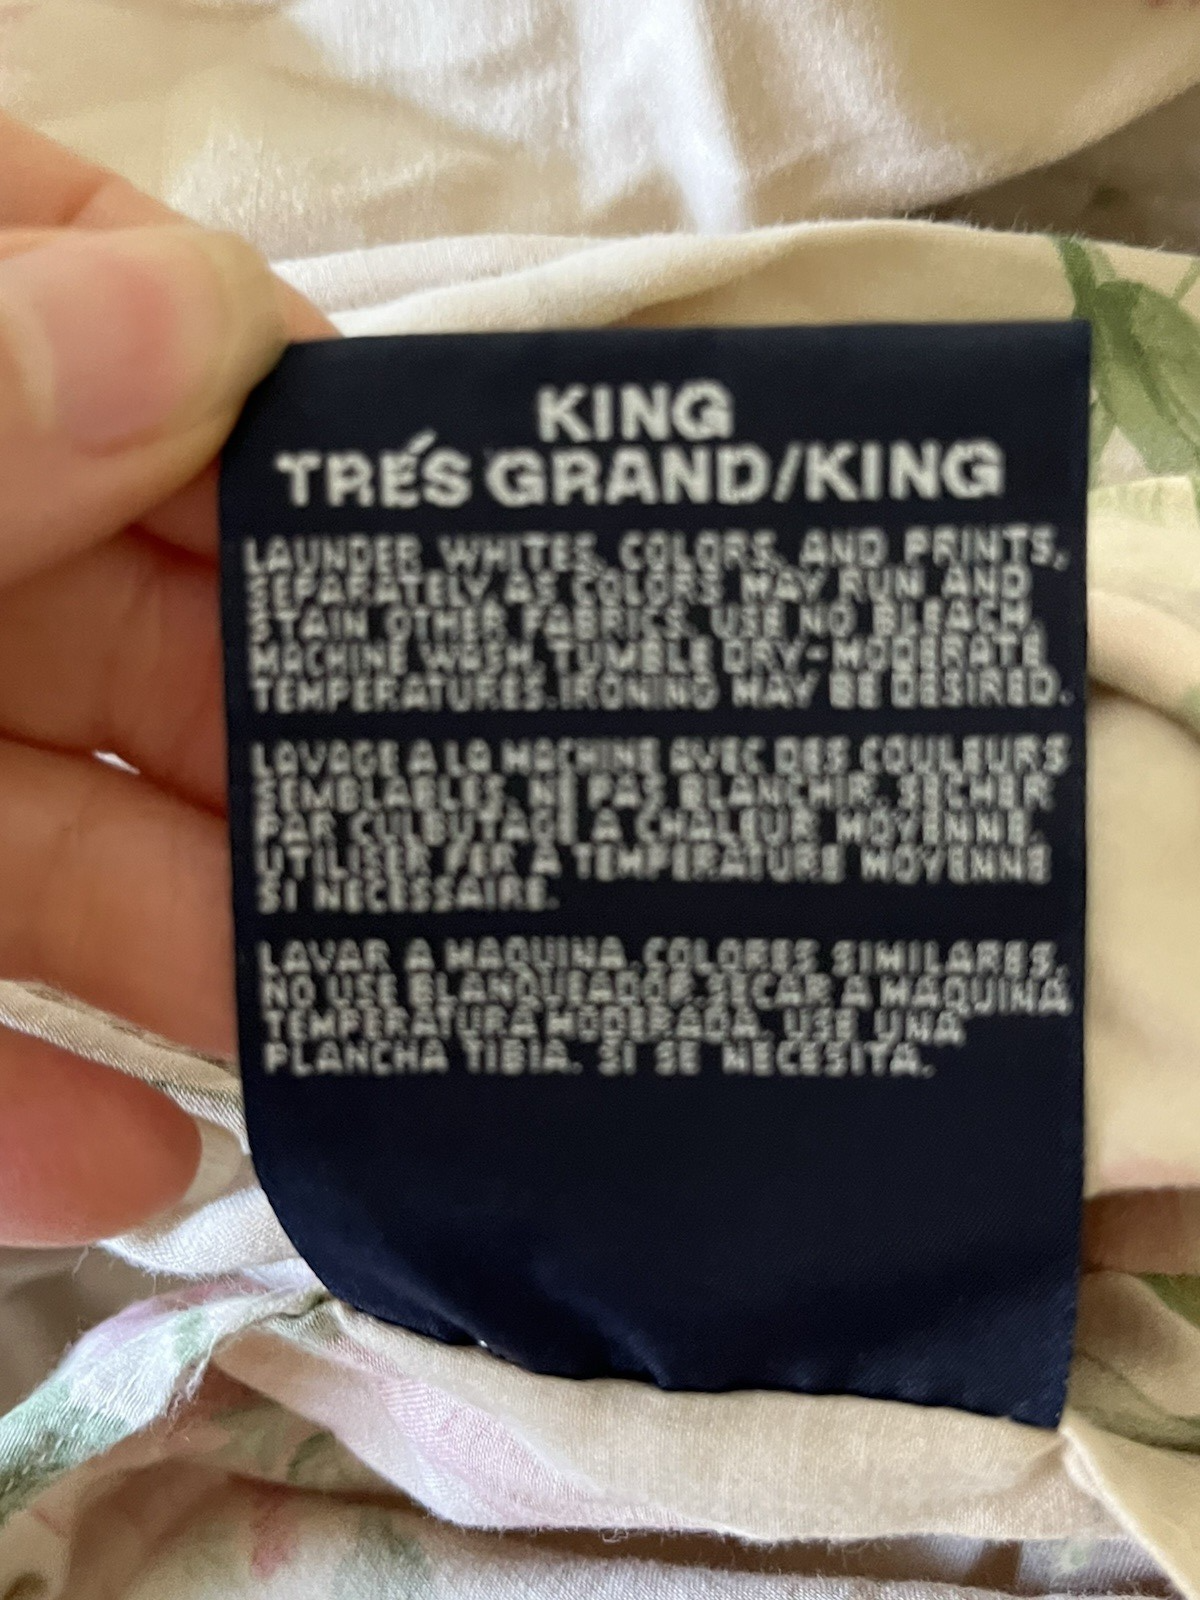 KING
TRÉS GRAND/KING
LAUNDER WHITES, COLORS, AND PRINTS,
SEPARATELY AS COLORS MAY RUN AND
STAIN OTHER FABRICS. USE NO BLEACH.
MACHINE WASH, TUMBLE DRY-MODERATE
TEMPERATURES.IRONING MAY BE DESIRED.
LAVAGE A LA MACHINE AVEC DES COULEURS
SEMBLABLES. NE PAS BLANCHIR. SECHER
PAR CULBUTAGE A CHALEUR MOYENNE.
UTILISER FER A TEMPERATURE MOYENNE
SI NECESSAIRE.
LAVAR A MAQUINA.COLORES SIMILARES.
NO USE BLANQUEADOR.SECAR A MAQUINA
TEMPERATURA MODERADA. USE UNA
PLANCHA TIBIA. SI SE NECESITA.